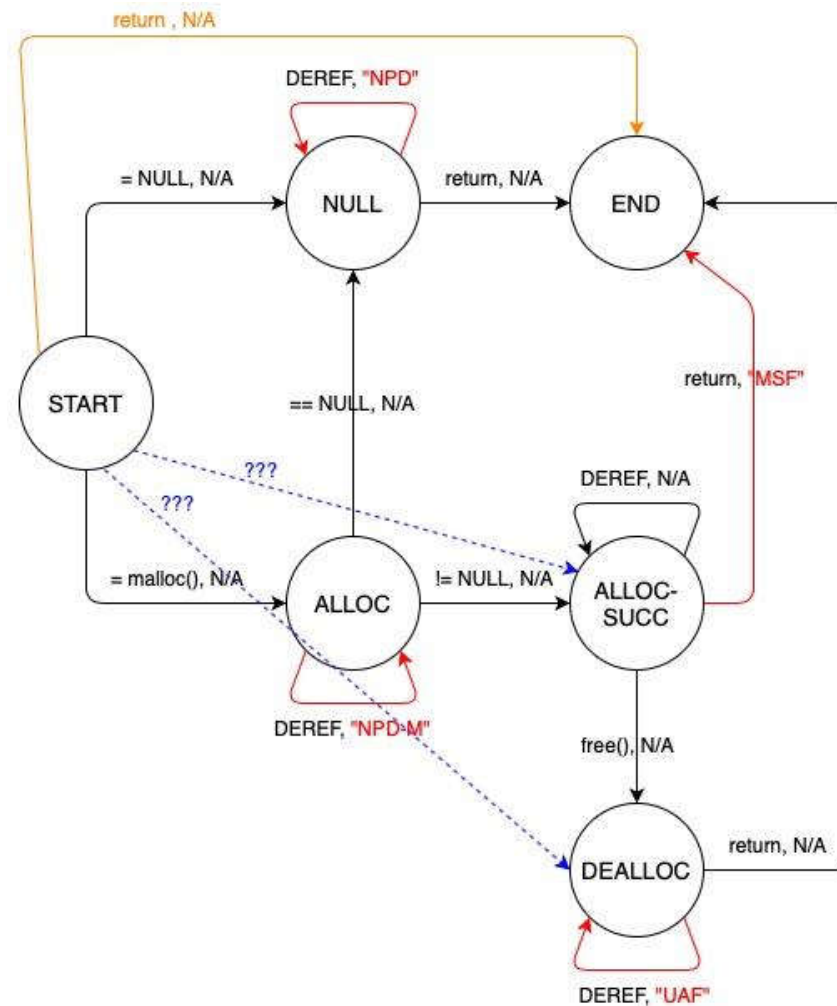 return , N/A
DEREF, "NPD"
= NULL, N/A
return, N/A
NULL
END
return, "MSF"
START
== NULL, N/A
???
???
DEREF, N/A
= malloc(), N/A
ALLOC
!= NULL, N/A
ALLOC-
SUCC
DEREF, "NPD-M"
free(), N/A
return, N/A
DEALLOC
DEREF, "UAF"